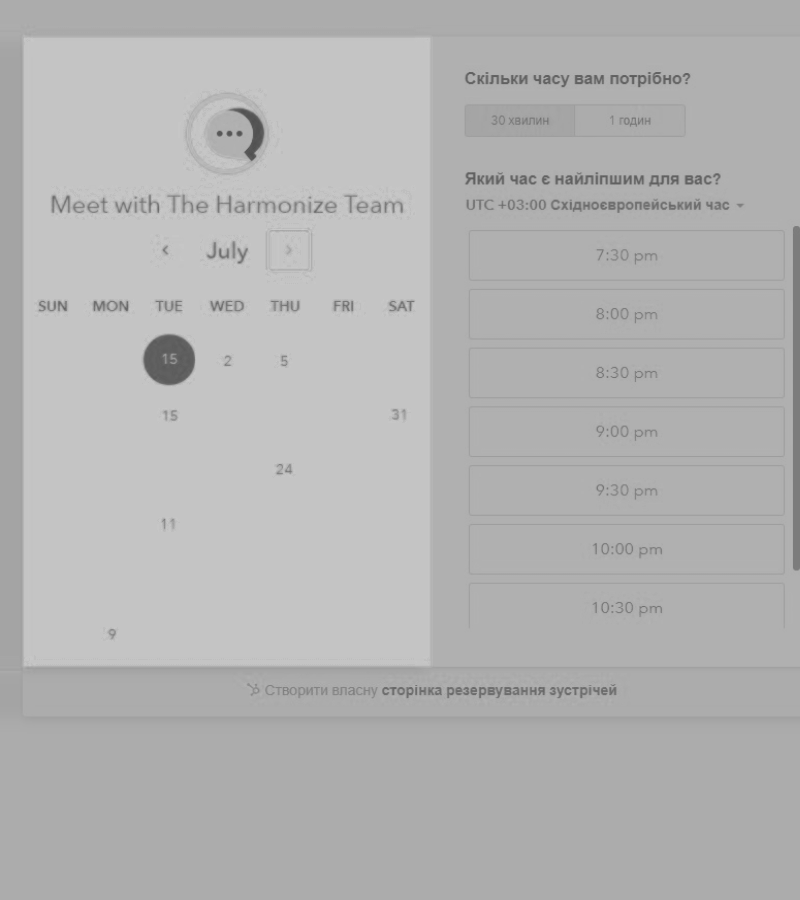 Meet with The Harmonize Team
July
SUN MON TUE WED THU FRI SAT
15 2 5
15 31
24
11
9
Скільки часу вам потрібно?
30 хвилин 1 годин
Який час є найліпшим для вас?
UTC +03:00 Східноєвропейський час
7:30 pm
8:00 pm
8:30 pm
9:00 pm
9:30 pm
10:00 pm
10:30 pm
Створити власну сторінка резервування зустрічей